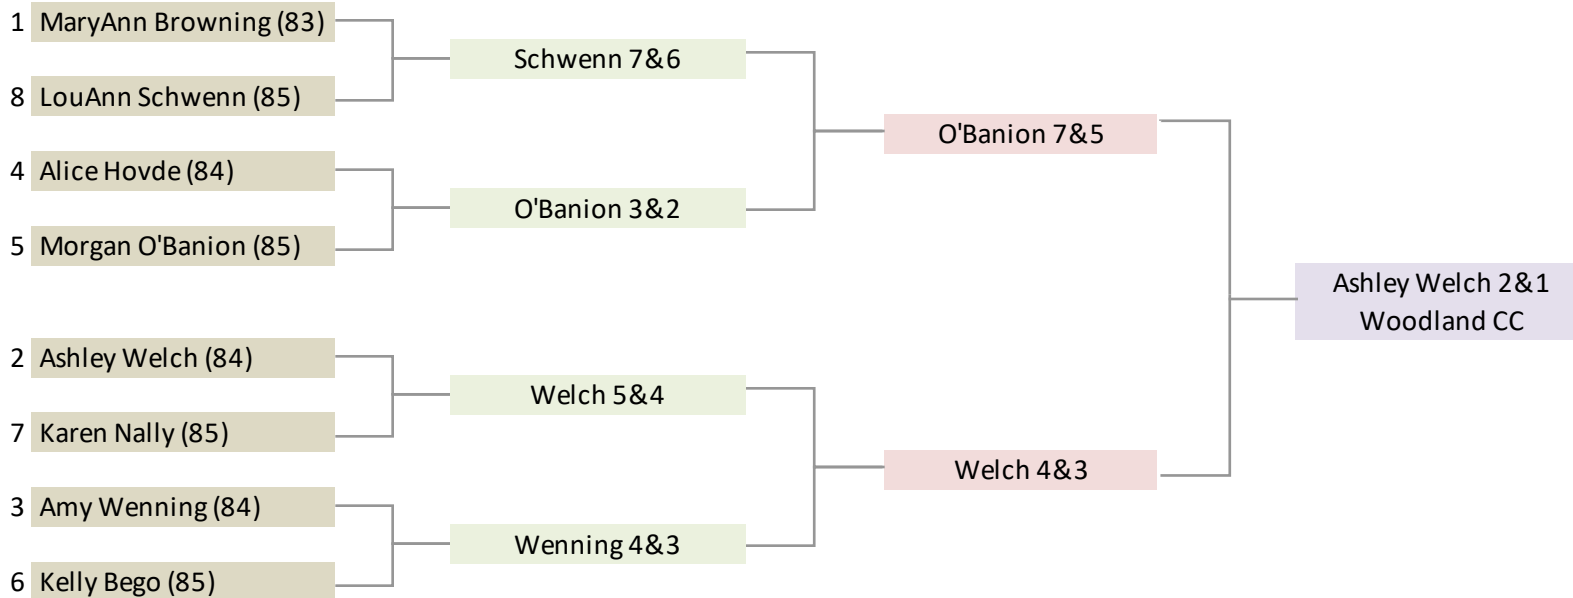 1 MaryAnn Browning (83)
8 LouAnn Schwenn (85)
4 Alice Hovde (84)
5 Morgan O'Banion (85)
2 Ashley Welch (84)
7 Karen Nally (85)
3 Amy Wenning (84)
6 Kelly Bego (85)
Schwenn 7&6
O'Banion 3&2
Welch 5&4
Wenning 4&3
O'Banion 7&5
Welch 4&3
Ashley Welch 2&1
Woodland CC